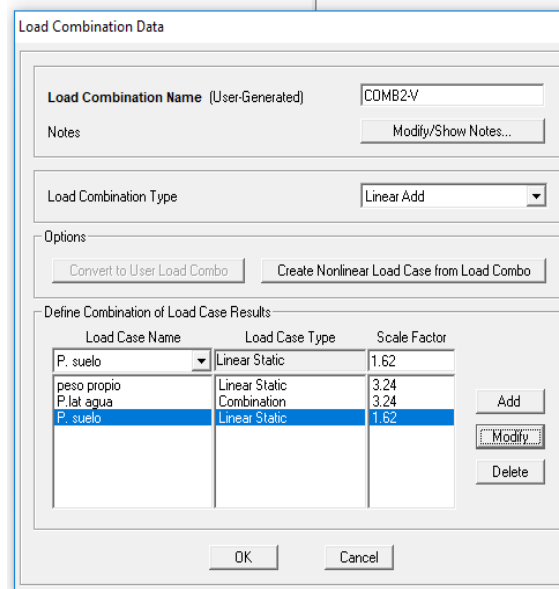 Load Combination Data
Load Combination Name (User-Generated) COMB2-V
Notes Modify/Show Notes...
Load Combination Type Linear Add
Options
Convert to User Load Combo Create Nonlinear Load Case from Load Combo
Define Combination of Load Case Results
Load Case Name Load Case Type Scale Factor
P. suelo Linear Static 1.62
peso propio Linear Static 3.24
P.lat agua Combination 3.24
P. suelo Linear Static 1.62
Add
Modify
Delete
OK Cancel